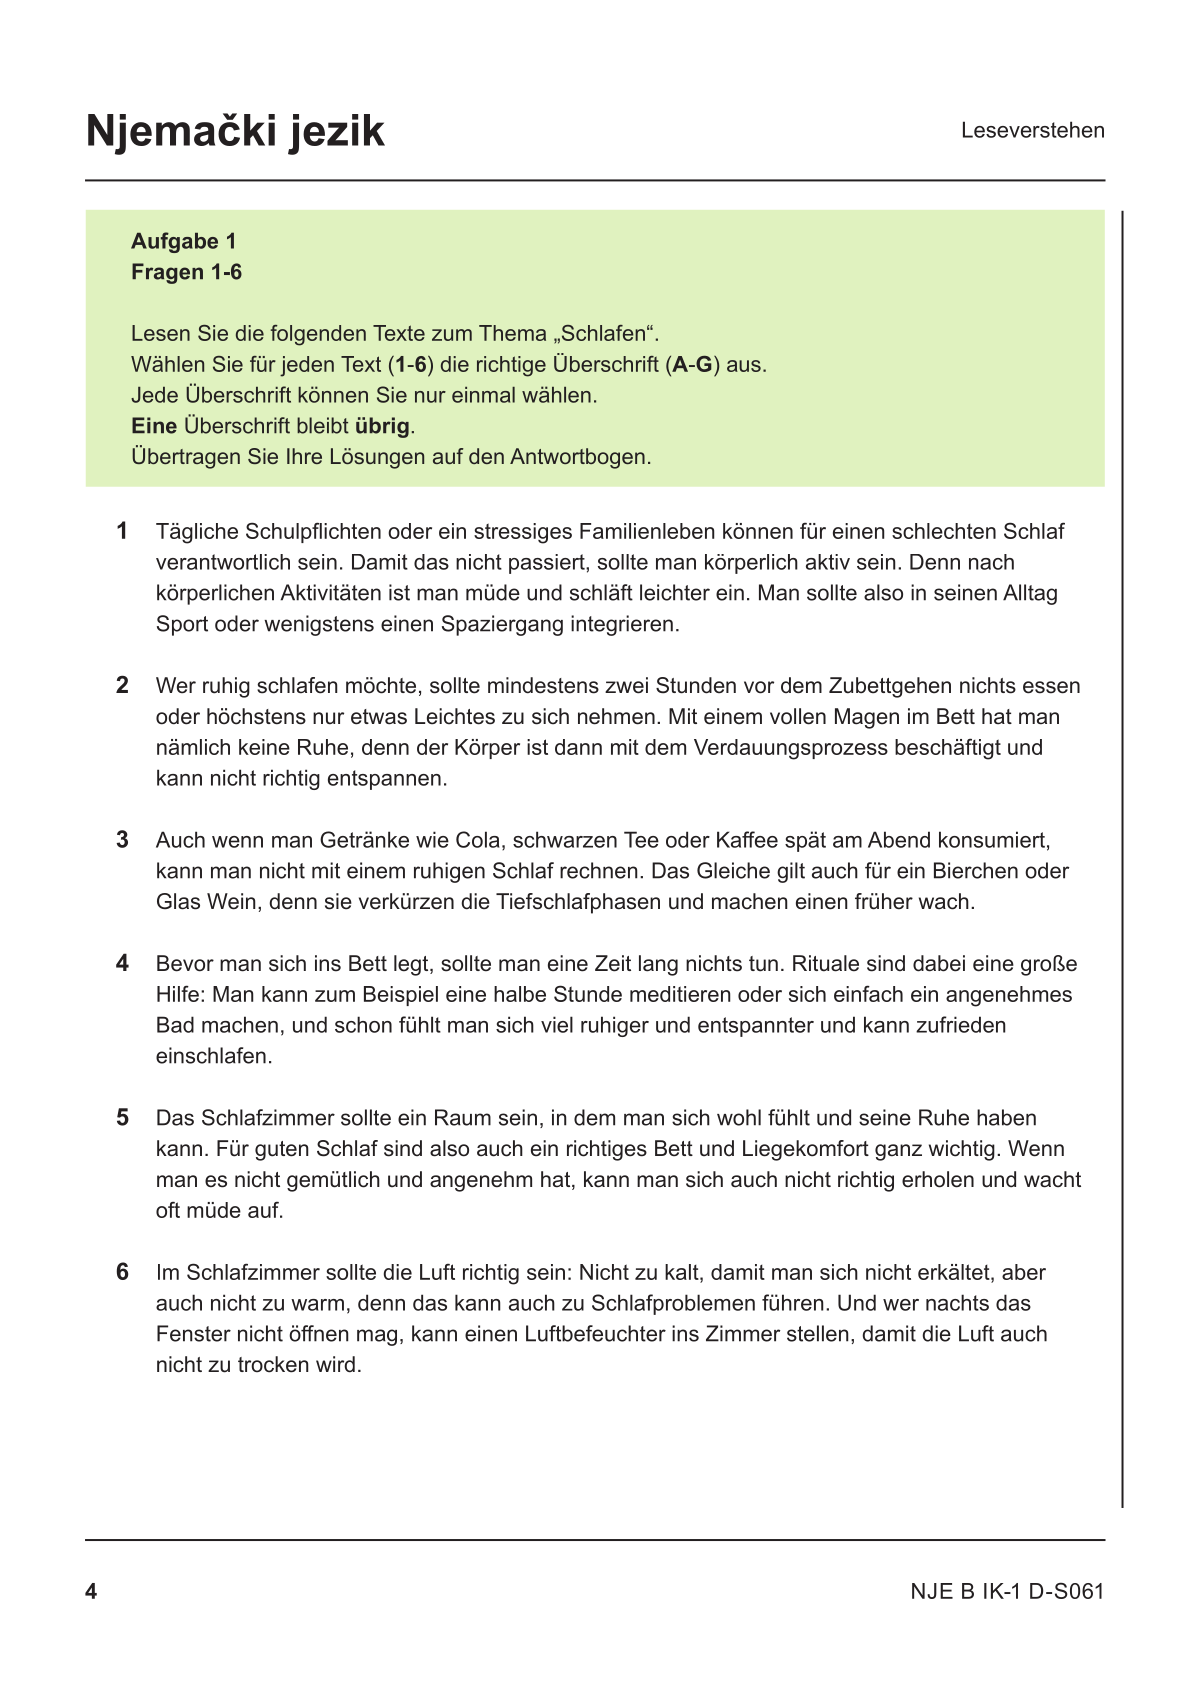 Njemački jezik
Leseverstehen
Aufgabe 1
Fragen 1-6
Lesen Sie die folgenden Texte zum Thema „Schlafen“.
Wählen Sie für jeden Text (1-6) die richtige Überschrift (A-G) aus.
Jede Überschrift können Sie nur einmal wählen.
Eine Überschrift bleibt übrig.
Übertragen Sie Ihre Lösungen auf den Antwortbogen.
1 Tägliche Schulpflichten oder ein stressiges Familienleben können für einen schlechten Schlaf
verantwortlich sein. Damit das nicht passiert, sollte man körperlich aktiv sein. Denn nach
körperlichen Aktivitäten ist man müde und schläft leichter ein. Man sollte also in seinen Alltag
Sport oder wenigstens einen Spaziergang integrieren.
2 Wer ruhig schlafen möchte, sollte mindestens zwei Stunden vor dem Zubettgehen nichts essen
oder höchstens nur etwas Leichtes zu sich nehmen. Mit einem vollen Magen im Bett hat man
nämlich keine Ruhe, denn der Körper ist dann mit dem Verdauungsprozess beschäftigt und
kann nicht richtig entspannen.
3 Auch wenn man Getränke wie Cola, schwarzen Tee oder Kaffee spät am Abend konsumiert,
kann man nicht mit einem ruhigen Schlaf rechnen. Das Gleiche gilt auch für ein Bierchen oder
Glas Wein, denn sie verkürzen die Tiefschlafphasen und machen einen früher wach.
4 Bevor man sich ins Bett legt, sollte man eine Zeit lang nichts tun. Rituale sind dabei eine große
Hilfe: Man kann zum Beispiel eine halbe Stunde meditieren oder sich einfach ein angenehmes
Bad machen, und schon fühlt man sich viel ruhiger und entspannter und kann zufrieden
einschlafen.
5 Das Schlafzimmer sollte ein Raum sein, in dem man sich wohl fühlt und seine Ruhe haben
kann. Für guten Schlaf sind also auch ein richtiges Bett und Liegekomfort ganz wichtig. Wenn
man es nicht gemütlich und angenehm hat, kann man sich auch nicht richtig erholen und wacht
oft müde auf.
6 Im Schlafzimmer sollte die Luft richtig sein: Nicht zu kalt, damit man sich nicht erkältet, aber
auch nicht zu warm, denn das kann auch zu Schlafproblemen führen. Und wer nachts das
Fenster nicht öffnen mag, kann einen Luftbefeuchter ins Zimmer stellen, damit die Luft auch
nicht zu trocken wird.
4
NJE B IK-1 D-S061